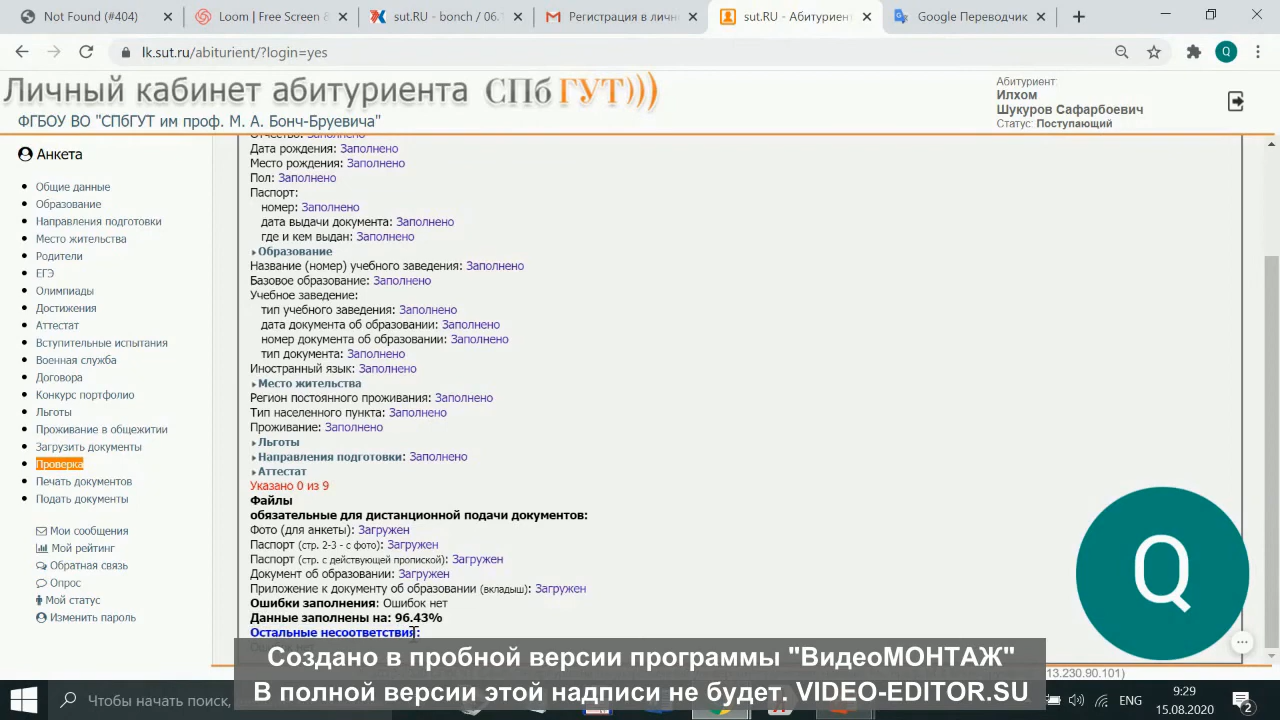 Not Found (#404)
Loom | Free Screen &
sut.RU - bonch / 06.1
Регистрация в личн
sut.RU - Абитуриен
Google Переводчик
lk.sut.ru/abiturient/?login=yes
Q
Личный кабинет абитуриента СПбГУТ)))
ФГБОУ ВО "СПбГУТ им проф. М. А. Бонч-Бруевича"
Абитуриент:
Илхом
Шукуров Сафарбоевич
Статус: Поступающий
Анкета
Общие данные
Образование
Направления подготовки
Место жительства
Родители
ЕГЭ
Олимпиады
Достижения
Аттестат
Вступительные испытания
Военная служба
Договора
Конкурс портфолио
Льготы
Проживание в общежитии
Загрузить документы
Проверка
Печать документов
Подать документы
Мои сообщения
Мой рейтинг
Обратная связь
Опрос
Мой статус
Изменить пароль
Отчество: Заполнено
Дата рождения: Заполнено
Место рождения: Заполнено
Пол: Заполнено
Паспорт:
номер: Заполнено
дата выдачи документа: Заполнено
где и кем выдан: Заполнено
Образование
Название (номер) учебного заведения: Заполнено
Базовое образование: Заполнено
Учебное заведение:
тип учебного заведения: Заполнено
дата документа об образовании: Заполнено
номер документа об образовании: Заполнено
тип документа: Заполнено
Иностранный язык: Заполнено
Место жительства
Регион постоянного проживания: Заполнено
Тип населенного пункта: Заполнено
Проживание: Заполнено
Льготы
Направления подготовки: Заполнено
Аттестат
Указано 0 из 9
Файлы
обязательные для дистанционной подачи документов:
Фото (для анкеты): Загружен
Паспорт (стр. 2-3 - с фото): Загружен
Паспорт (стр. с действующей пропиской): Загружен
Документ об образовании: Загружен
Приложение к документу об образовании (вкладыш): Загружен
Ошибки заполнения: Ошибок нет
Данные заполнены на: 96.43%
Остальные несоответствия:
Ошибок нет
Q
13.230.90.101)
Создано в пробной версии программы "ВидеоМОНТАЖ"
В полной версии этой надписи не будет. VIDEO-EDITOR.SU
Чтобы начать поиск,
ENG
9:29
15.08.2020
2